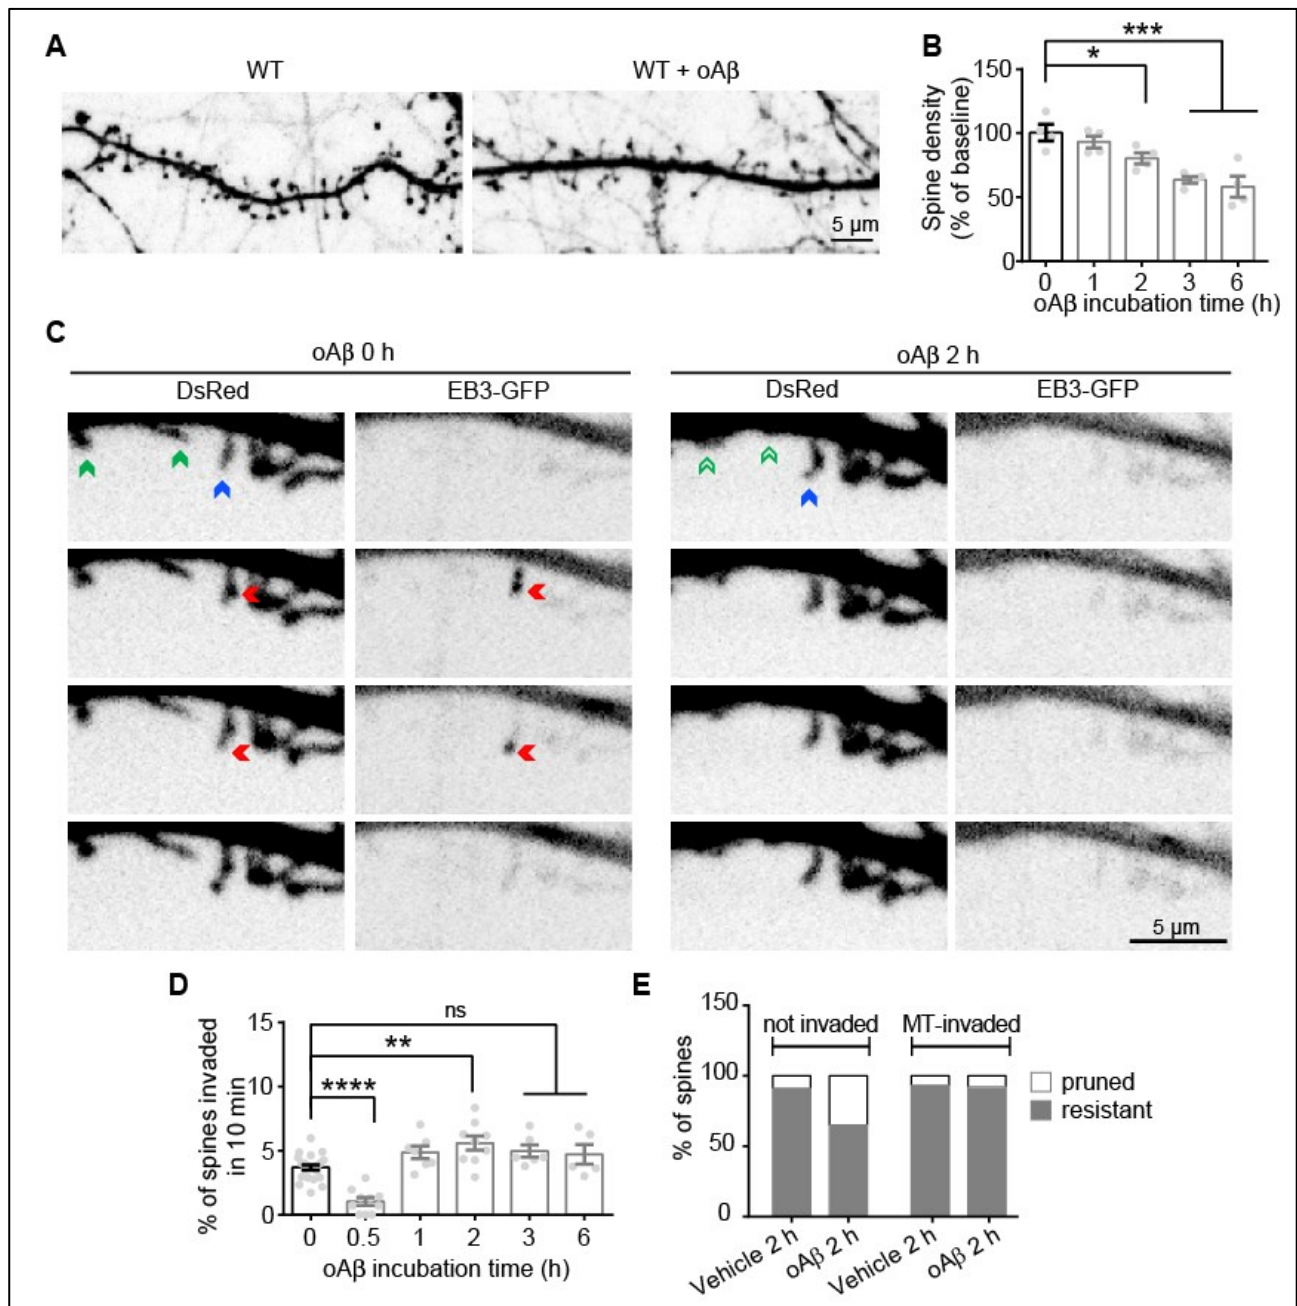 A
WT
WT + oAβ
5 µm
B
***
*
Spine density
(% of baseline)
150
100
50
0
0 1 2 3 6
oAβ incubation time (h)
C
oAβ 0 h
oAβ 2 h
DsRed
EB3-GFP
DsRed
EB3-GFP
5 µm
D
ns
**
****
% of spines invaded
in 10 min
15
10
5
0
0 0.5 1 2 3 6
oAβ incubation time (h)
E
% of spines
150
100
50
0
not invaded
MT-invaded
pruned
resistant
Vehicle 2 h
oAβ 2 h
Vehicle 2 h
oAβ 2 h